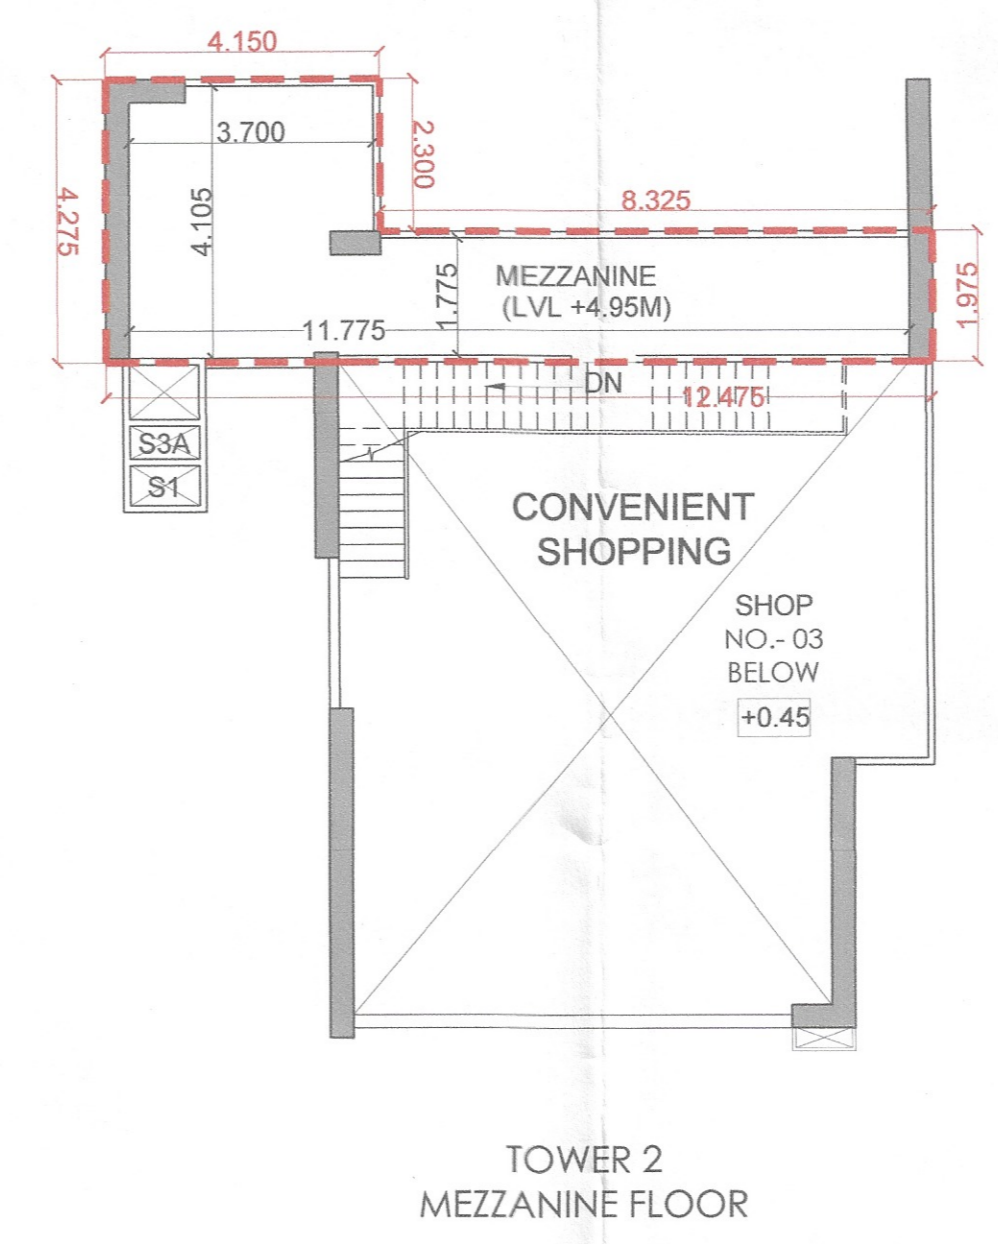 4.150
3.700
2.300
4.275
4.105
8.325
MEZZANINE
(LVL +4.95M)
1.775
1.975
11.775
DN
12.475
S3A
S1
CONVENIENT
SHOPPING
SHOP
NO.- 03
BELOW
+0.45
TOWER 2
MEZZANINE FLOOR